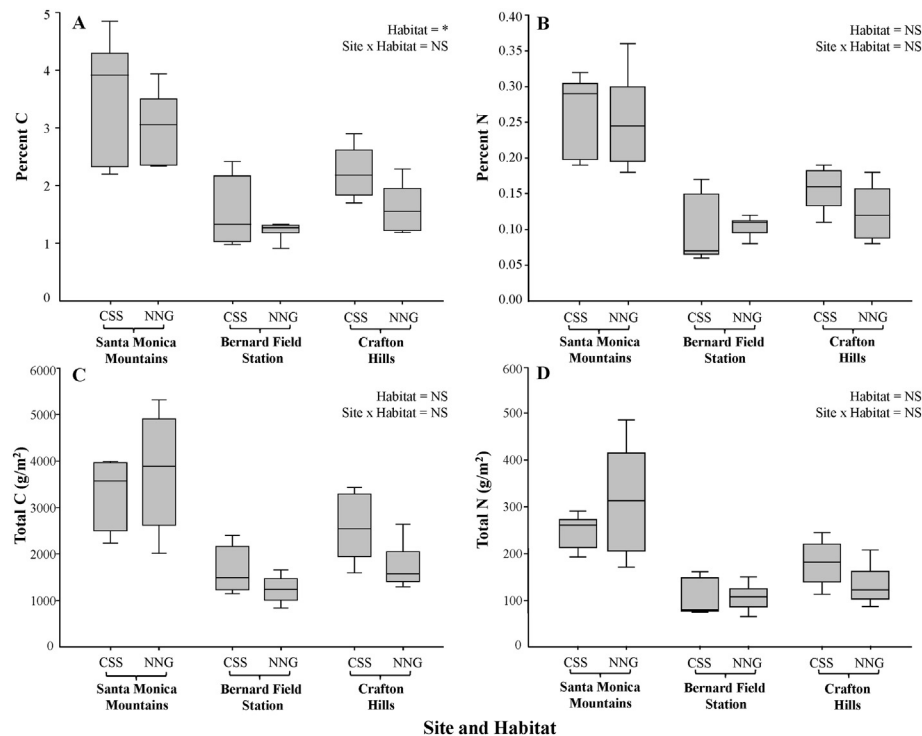 A
Habitat = *
Site x Habitat = NS
Percent C
5
4
3
2
1
0
CSS NNG CSS NNG CSS NNG
Santa Monica Mountains
Bernard Field Station
Crafton Hills
B
Habitat = NS
Site x Habitat = NS
Percent N
0.40
0.35
0.30
0.25
0.20
0.15
0.10
0.05
0.00
CSS NNG CSS NNG CSS NNG
Santa Monica Mountains
Bernard Field Station
Crafton Hills
C
Habitat = NS
Site x Habitat = NS
Total C (g/m²)
6000
5000
4000
3000
2000
1000
0
CSS NNG CSS NNG CSS NNG
Santa Monica Mountains
Bernard Field Station
Crafton Hills
D
Habitat = NS
Site x Habitat = NS
Total N (g/m²)
600
500
400
300
200
100
0
CSS NNG CSS NNG CSS NNG
Santa Monica Mountains
Bernard Field Station
Crafton Hills
Site and Habitat